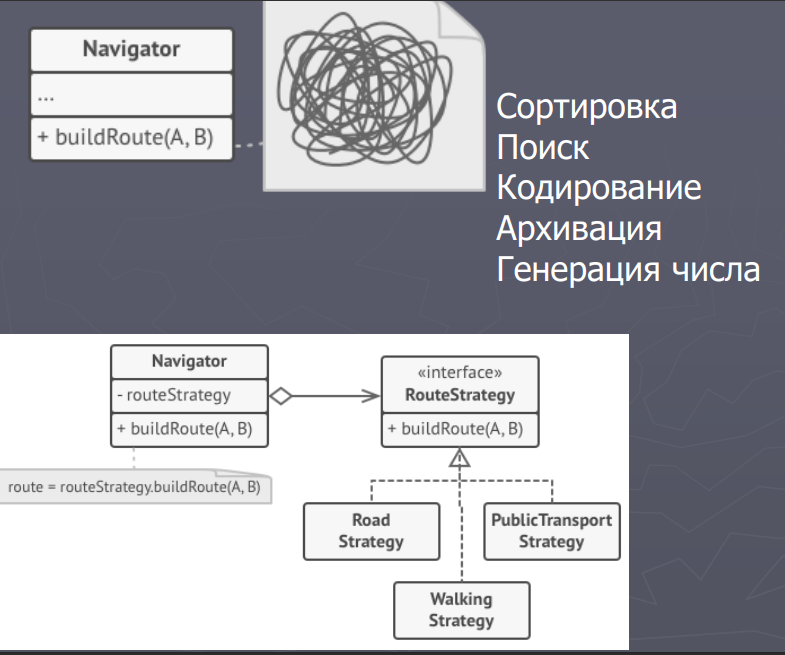 Navigator
...
+ buildRoute(A, B)
Сортировка
Поиск
Кодирование
Архивация
Генерация числа
Navigator
- routeStrategy
+ buildRoute(A, B)
«interface»
RouteStrategy
+ buildRoute(A, B)
route = routeStrategy.buildRoute(A, B)
Road
Strategy
PublicTransport
Strategy
Walking
Strategy